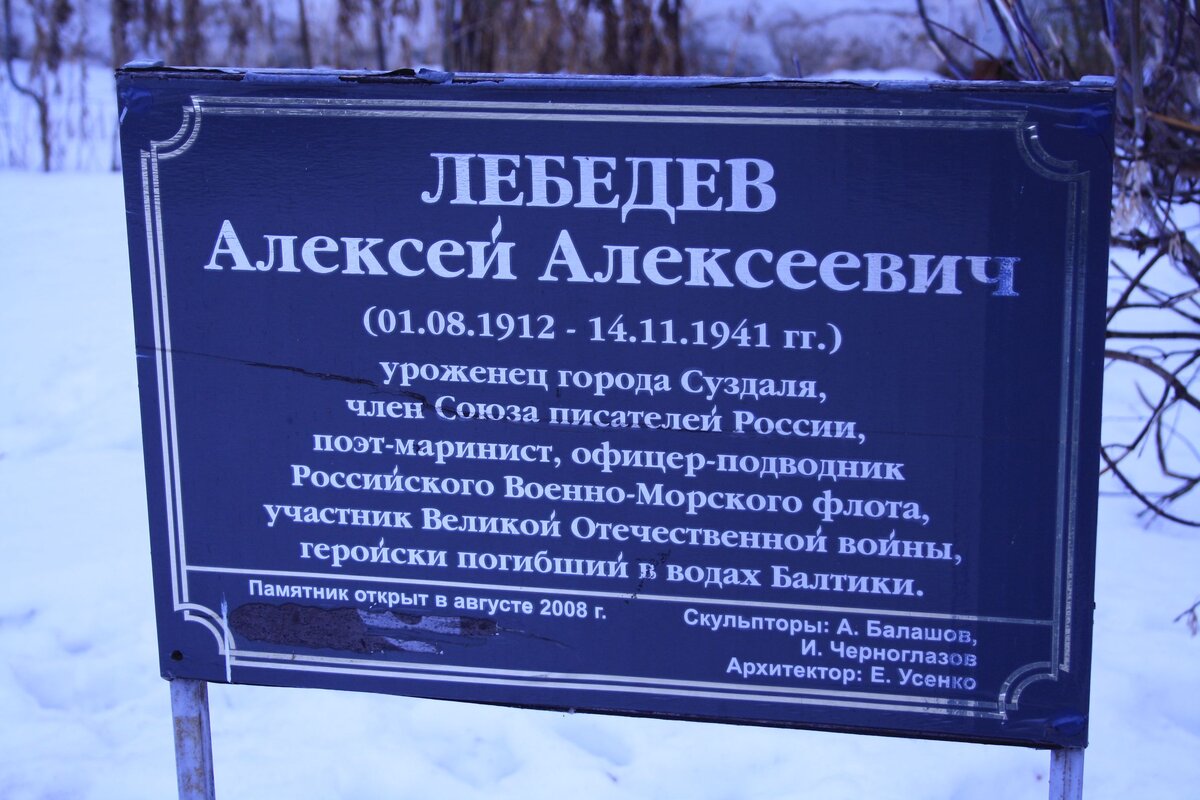 ЛЕБЕДЕВ
Алексей Алексеевич
(01.08.1912 - 14.11.1941 гг.)
уроженец города Суздаля,
член Союза писателей России,
поэт-маринист, офицер-подводник
Российского Военно-Морского флота,
участник Великой Отечественной войны,
геройски погибший в водах Балтики.
Памятник открыт в августе 2008 г.
Скульпторы: А. Балашов,
И. Черноглазов
Архитектор: Е. Усенко